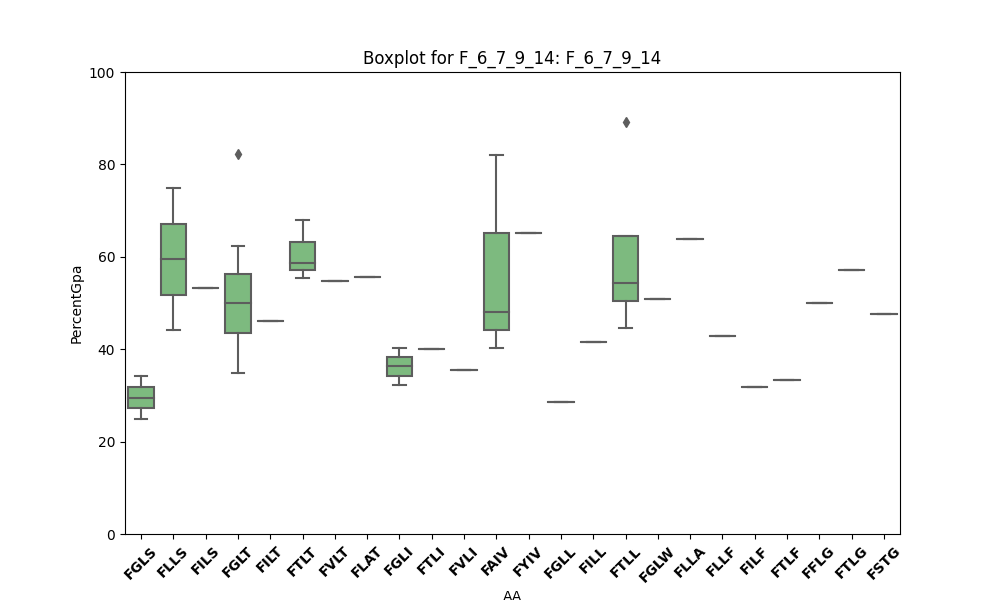 Boxplot for F_6_7_9_14: F_6_7_9_14
PercentGpa
100
80
60
40
20
0
FGLS FLLS FILS FGLT FILT FTLT FVLT FLAT FGLI FTLI FVLI FAIV FYIV FGLL FILL FTLL FGLW FLLA FLLF FILF FTLF FFLG FTLG FSTG
AA